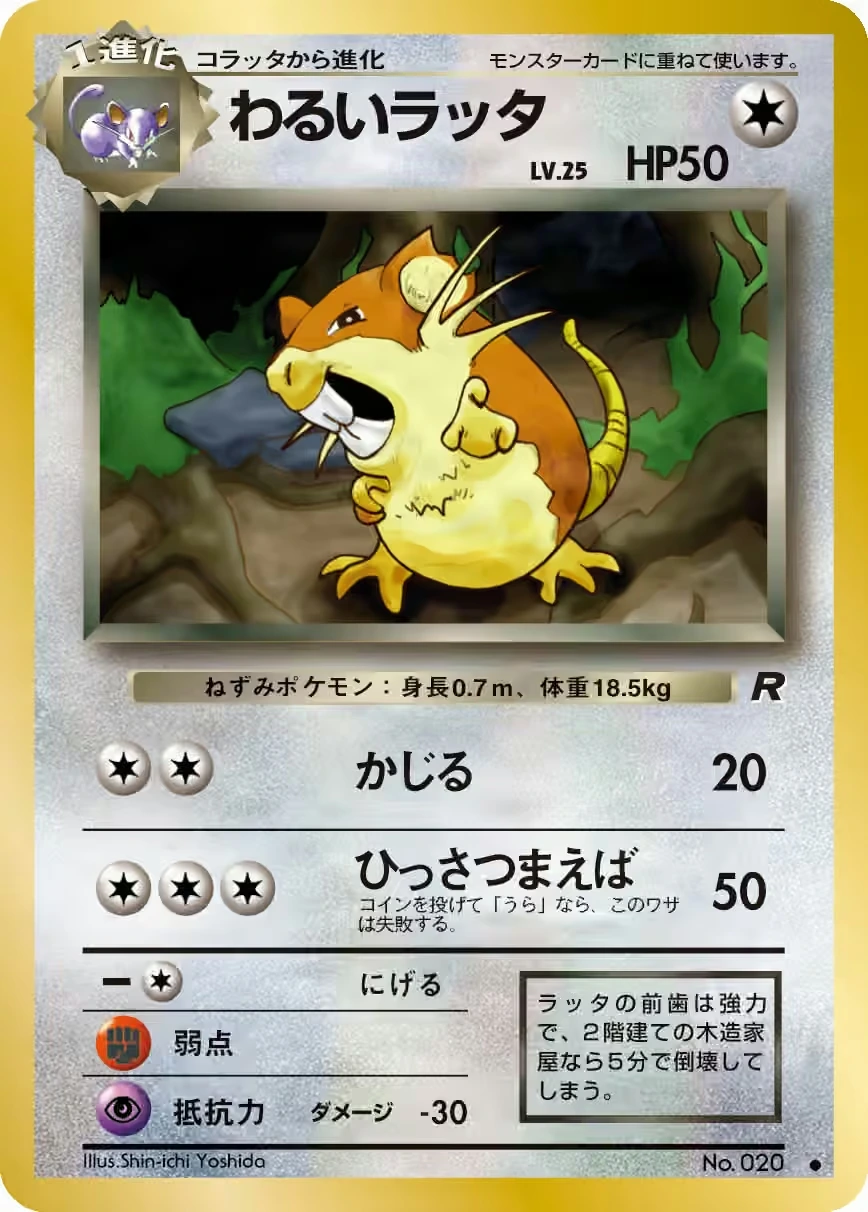 1進化
コラッタから進化
モンスターカードに重ねて使います。
わるいラッタ
LV.25 HP50
ねずみポケモン：身長0.7m、体重18.5kg
R
かじる 20
ひっさつまえば 50
コインを投げて「うら」なら、このワザ
は失敗する。
− にげる
弱点
抵抗力 ダメージ -30
ラッタの前歯は強力
で、2階建ての木造家
屋なら5分で倒壊して
しまう。
Illus.Shin-ichi Yoshida
No. 020 ●